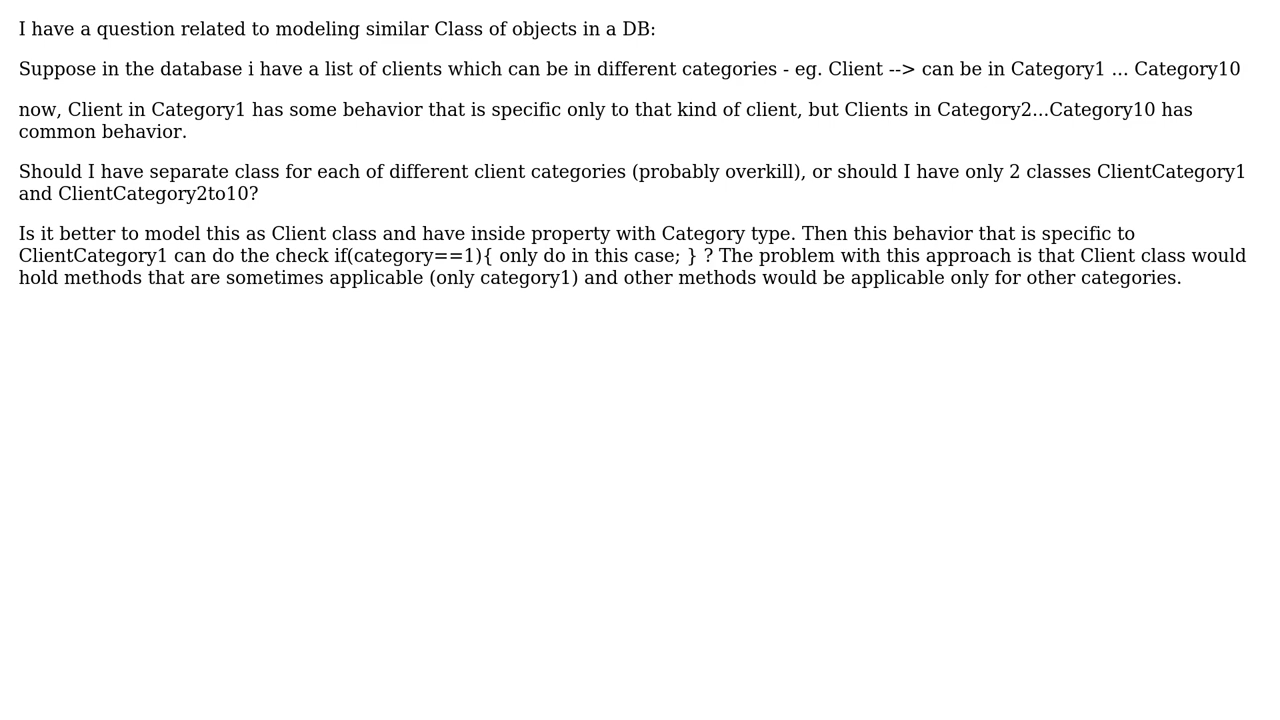 I have a question related to modeling similar Class of objects in a DB:
Suppose in the database i have a list of clients which can be in different categories - eg. Client --> can be in Category1 ... Category10
now, Client in Category1 has some behavior that is specific only to that kind of client, but Clients in Category2...Category10 has
common behavior.
Should I have separate class for each of different client categories (probably overkill), or should I have only 2 classes ClientCategory1
and ClientCategory2to10?
Is it better to model this as Client class and have inside property with Category type. Then this behavior that is specific to
ClientCategory1 can do the check if(category==1){ only do in this case; } ? The problem with this approach is that Client class would
hold methods that are sometimes applicable (only category1) and other methods would be applicable only for other categories.